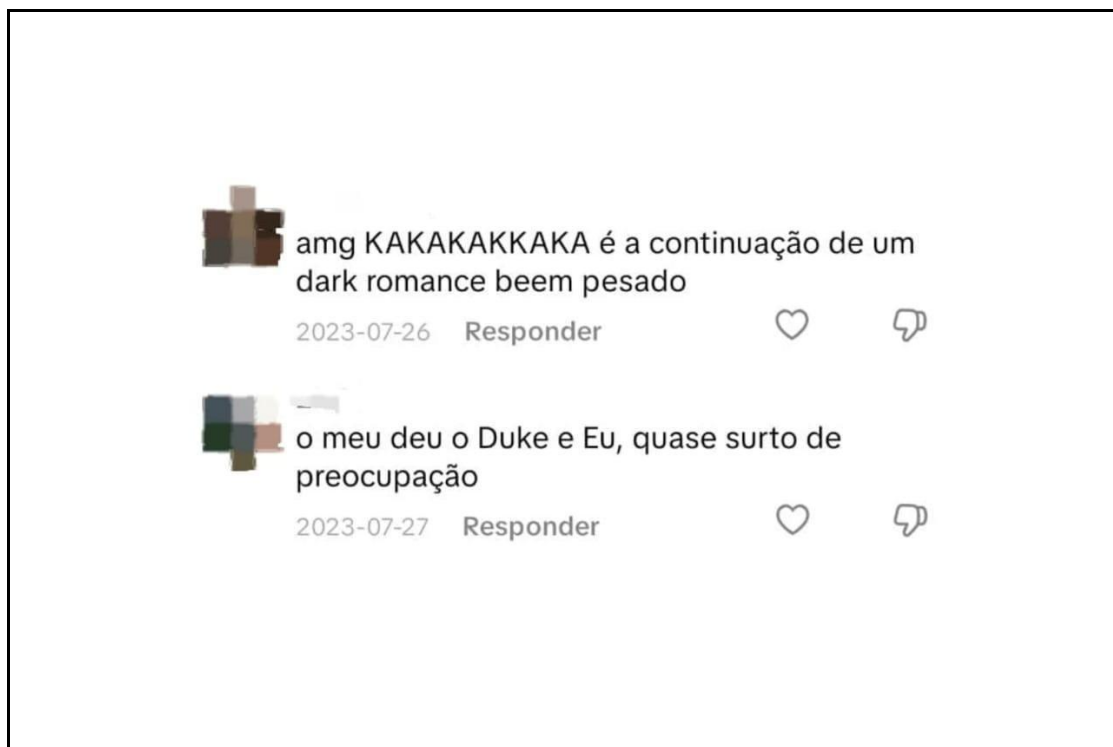 amg KAKAKAKKAKA é a continuação de um
dark romance beem pesado
2023-07-26 Responder
o meu deu o Duke e Eu, quase surto de
preocupação
2023-07-27 Responder